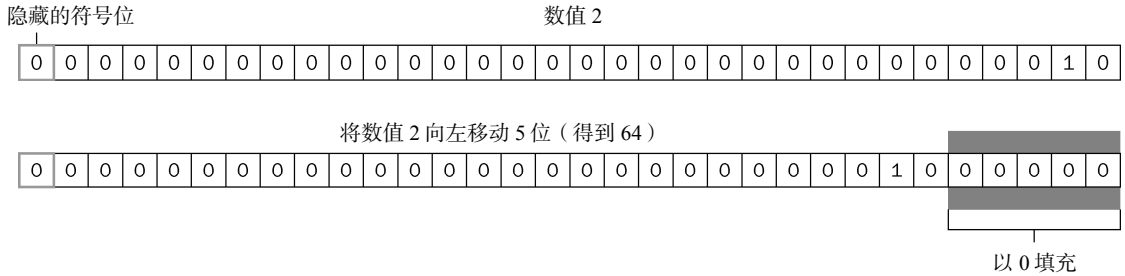 隐藏的符号位 数值 2
0 0 0 0 0 0 0 0 0 0 0 0 0 0 0 0 0 0 0 0 0 0 0 0 0 0 0 0 0 0 1 0
将数值 2 向左移动 5 位（得到 64）
0 0 0 0 0 0 0 0 0 0 0 0 0 0 0 0 0 0 0 0 0 0 0 0 0 1 0 0 0 0 0 0
以 0 填充